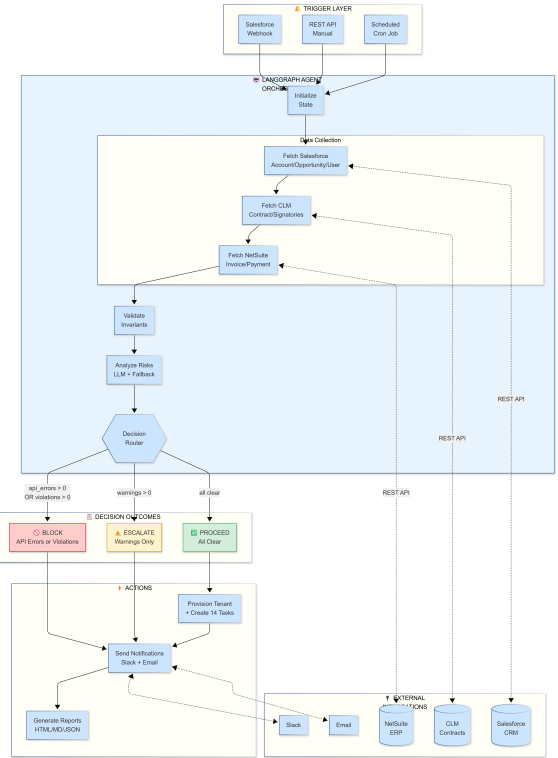 ⚠️ TRIGGER LAYER
Salesforce
Webhook
REST API
Manual
Scheduled
Cron Job
LANGGRAPH AGENT
Initialize
State
Data Collection
Fetch Salesforce
Account/Opportunity/User
Fetch CLM
Contract/Signatories
Fetch NetSuite
Invoice/Payment
Validate
Invariants
Analyze Risks
LLM + Fallback
Decision
Router
REST API
REST API
REST API
api_errors > 0
OR violations > 0
warnings > 0
all clear
DECISION OUTCOMES
🚫 BLOCK
API Errors or Violations
⚠️ ESCALATE
Warnings Only
✅ PROCEED
All Clear
ACTIONS
Provision Tenant
+ Create 14 Tasks
Send Notifications
Slack + Email
Generate Reports
HTML/MD/JSON
EXTERNAL
Slack
Email
NetSuite
ERP
CLM
Contracts
Salesforce
CRM